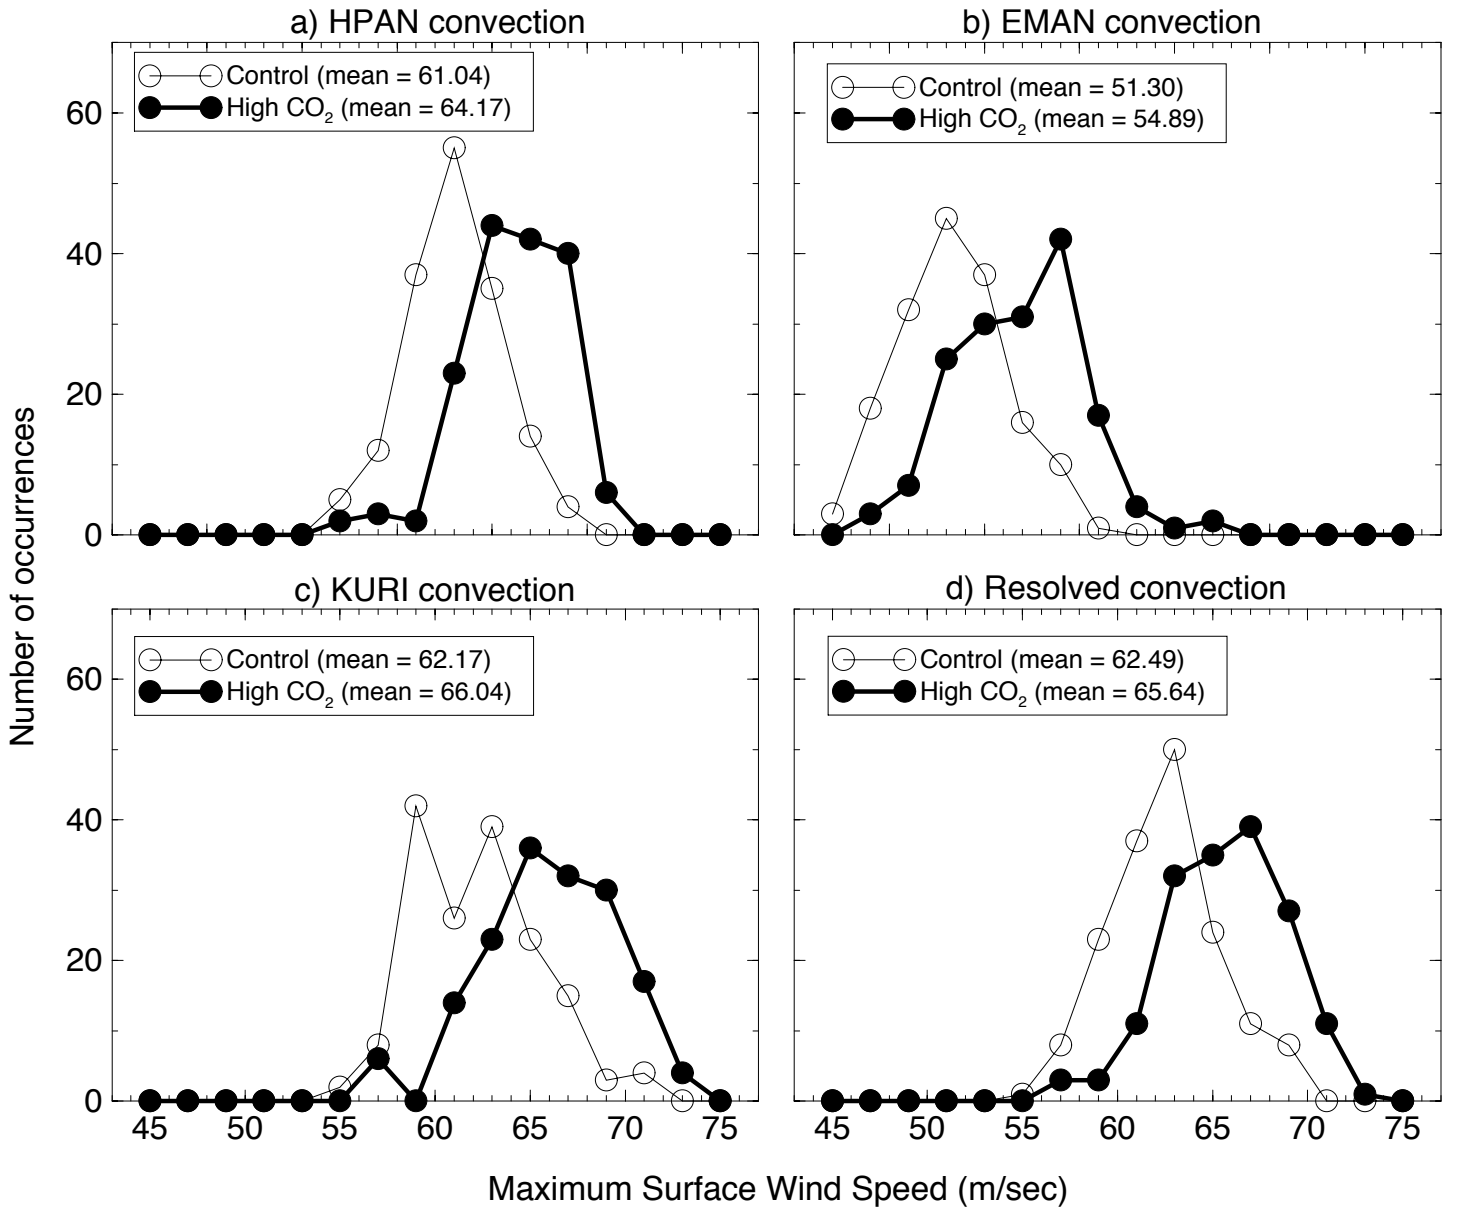 a) HPAN convection
Control (mean = 61.04)
High CO₂ (mean = 64.17)
60
40
20
0
b) EMAN convection
Control (mean = 51.30)
High CO₂ (mean = 54.89)
Number of occurrences
c) KURI convection
Control (mean = 62.17)
High CO₂ (mean = 66.04)
60
40
20
0
45 50 55 60 65 70 75
d) Resolved convection
Control (mean = 62.49)
High CO₂ (mean = 65.64)
45 50 55 60 65 70 75
Maximum Surface Wind Speed (m/sec)